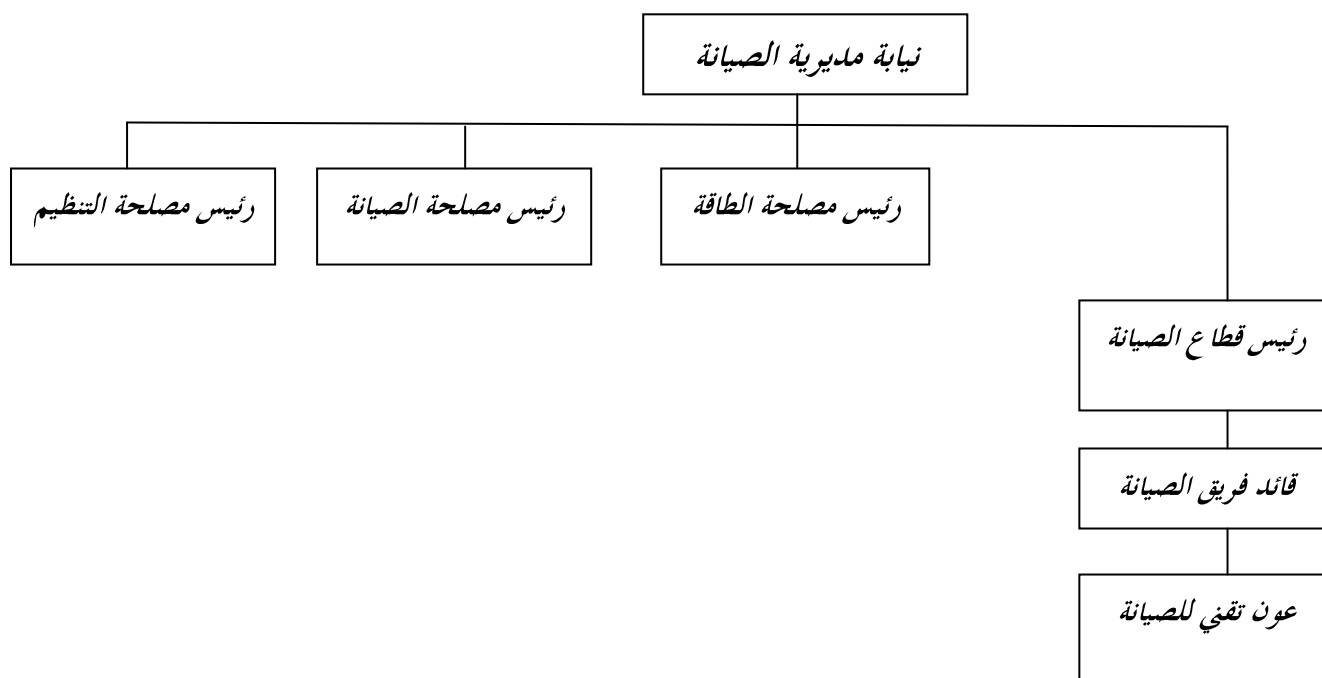 نيابة مديرية الصيانة
رئيس مصلحة الطاقة
رئيس مصلحة الصيانة
رئيس مصلحة التنظيم
رئيس قطاع الصيانة
قائد فريق الصيانة
عون تقني للصيانة